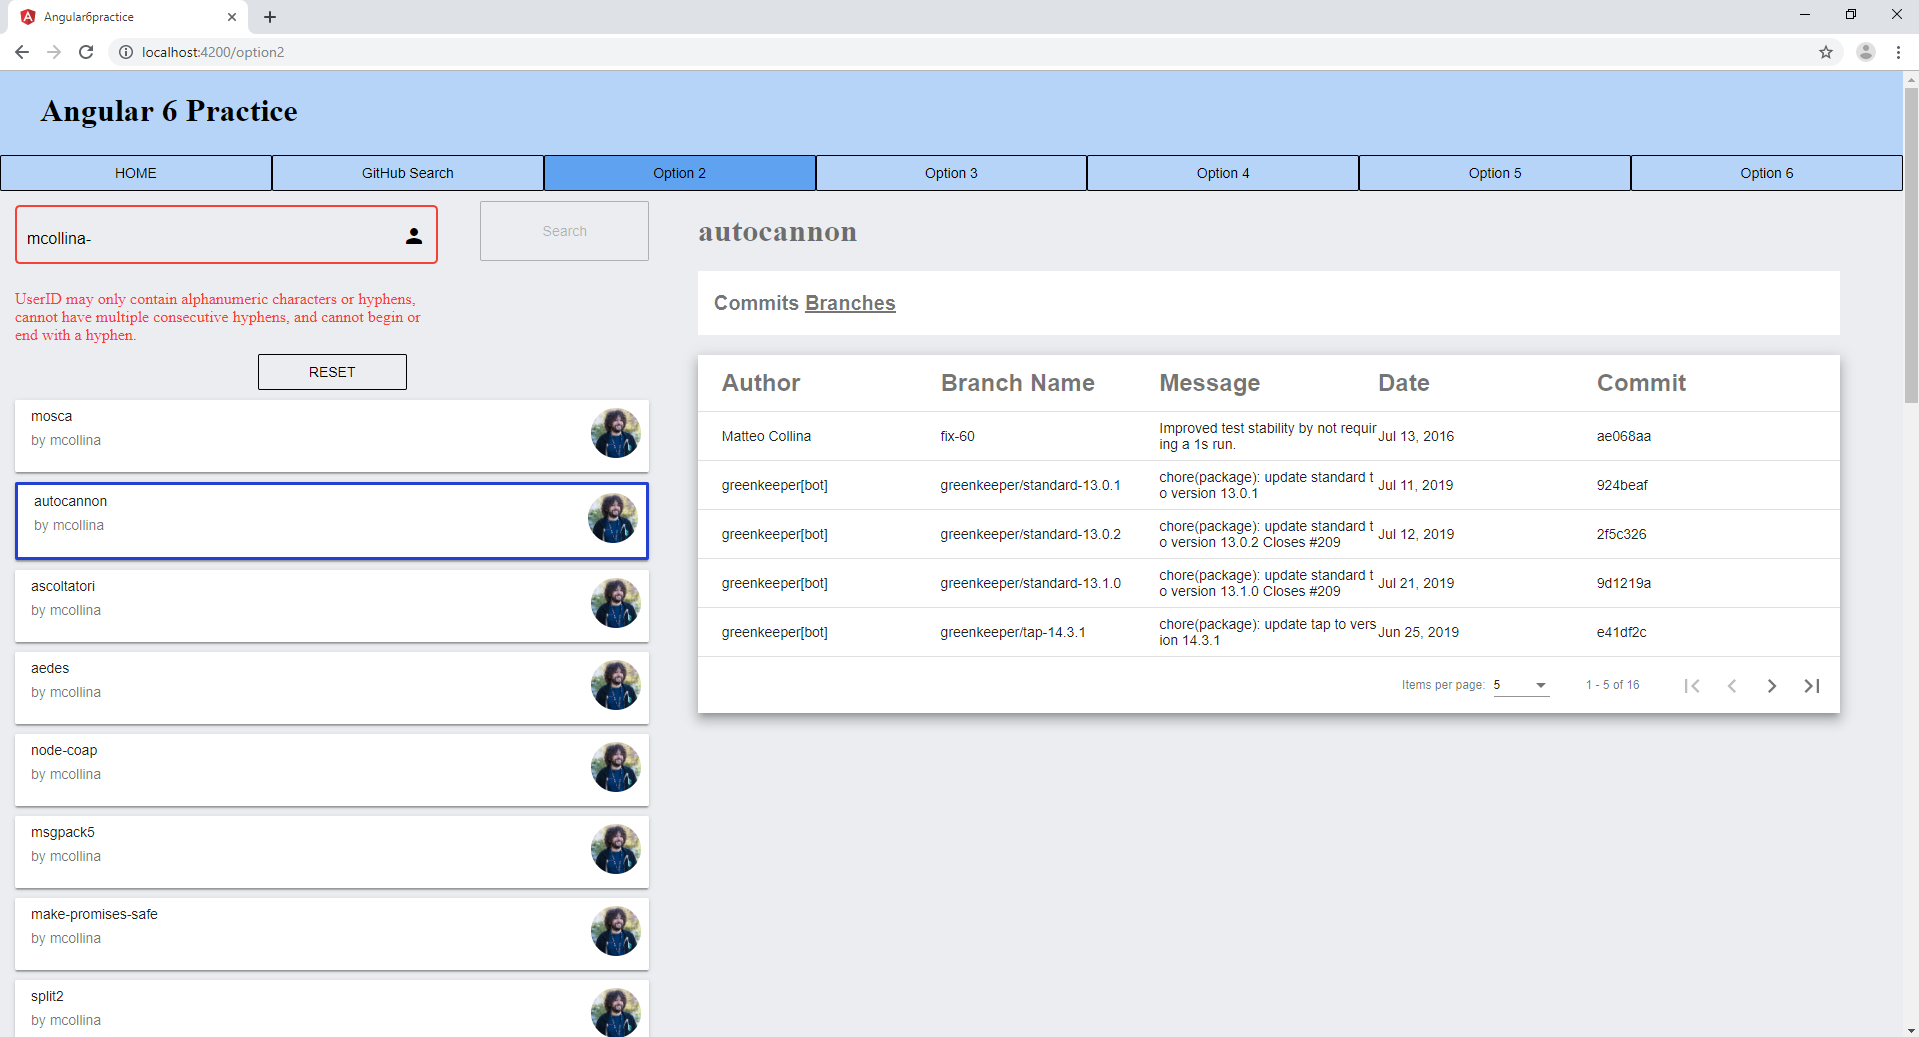 Angular6practice
localhost:4200/option2
Angular 6 Practice
HOME
GitHub Search
Option 2
Option 3
Option 4
Option 5
Option 6
mcollina-
Search
UserID may only contain alphanumeric characters or hyphens,
cannot have multiple consecutive hyphens, and cannot begin or
end with a hyphen.
RESET
mosca
by mcollina
autocannon
by mcollina
ascoltatori
by mcollina
aedes
by mcollina
node-coap
by mcollina
msgpack5
by mcollina
make-promises-safe
by mcollina
split2
by mcollina
autocannon
Commits Branches
Author Branch Name Message Date Commit
Matteo Collina fix-60 Improved test stability by not requir
ing a 1s run. Jul 13, 2016 ae068aa
greenkeeper[bot] greenkeeper/standard-13.0.1 chore(package): update standard t
o version 13.0.1 Jul 11, 2019 924beaf
greenkeeper[bot] greenkeeper/standard-13.0.2 chore(package): update standard t
o version 13.0.2 Closes #209 Jul 12, 2019 2f5c326
greenkeeper[bot] greenkeeper/standard-13.1.0 chore(package): update standard t
o version 13.1.0 Closes #209 Jul 21, 2019 9d1219a
greenkeeper[bot] greenkeeper/tap-14.3.1 chore(package): update tap to vers
ion 14.3.1 Jun 25, 2019 e41df2c
Items per page: 5 1 - 5 of 16